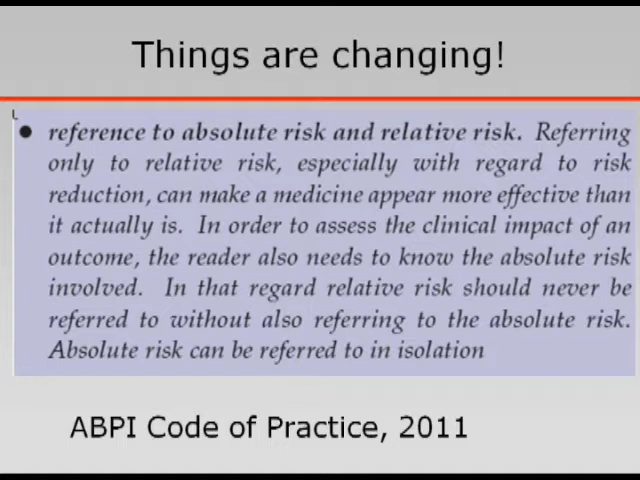 Things are changing!
● reference to absolute risk and relative risk. Referring
only to relative risk, especially with regard to risk
reduction, can make a medicine appear more effective than
it actually is. In order to assess the clinical impact of an
outcome, the reader also needs to know the absolute risk
involved. In that regard relative risk should never be
referred to without also referring to the absolute risk.
Absolute risk can be referred to in isolation
ABPI Code of Practice, 2011